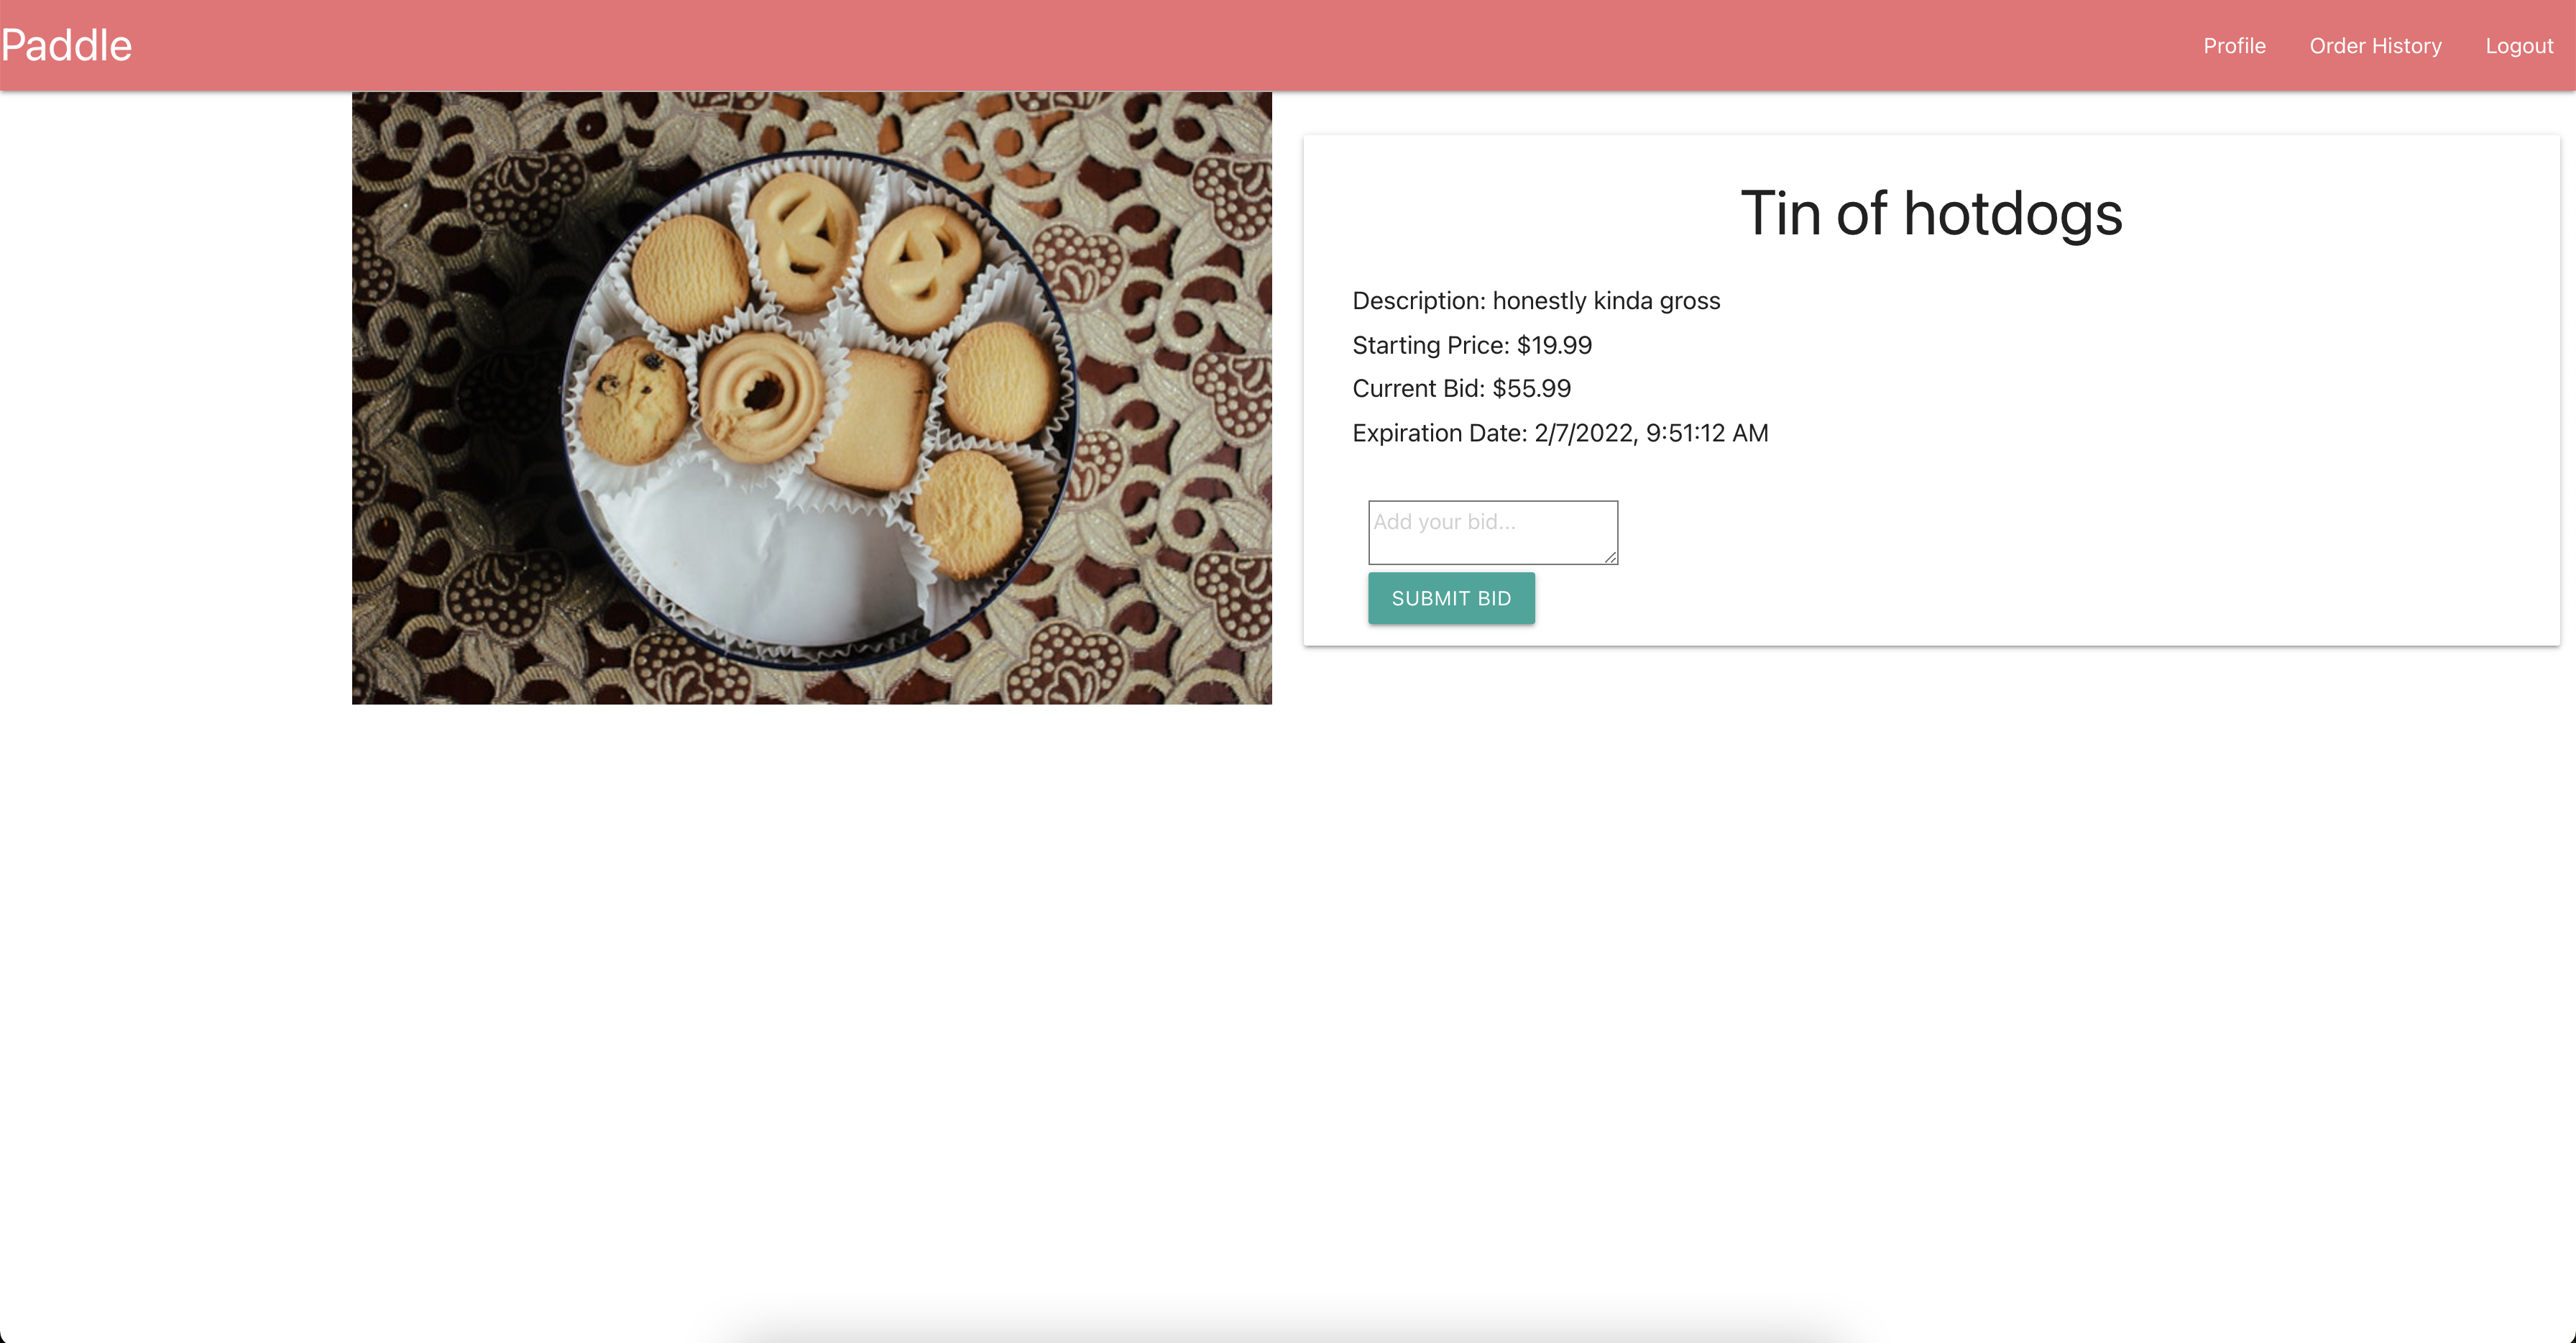 Paddle
Profile Order History Logout
Tin of hotdogs
Description: honestly kinda gross
Starting Price: $19.99
Current Bid: $55.99
Expiration Date: 2/7/2022, 9:51:12 AM
Add your bid...
SUBMIT BID